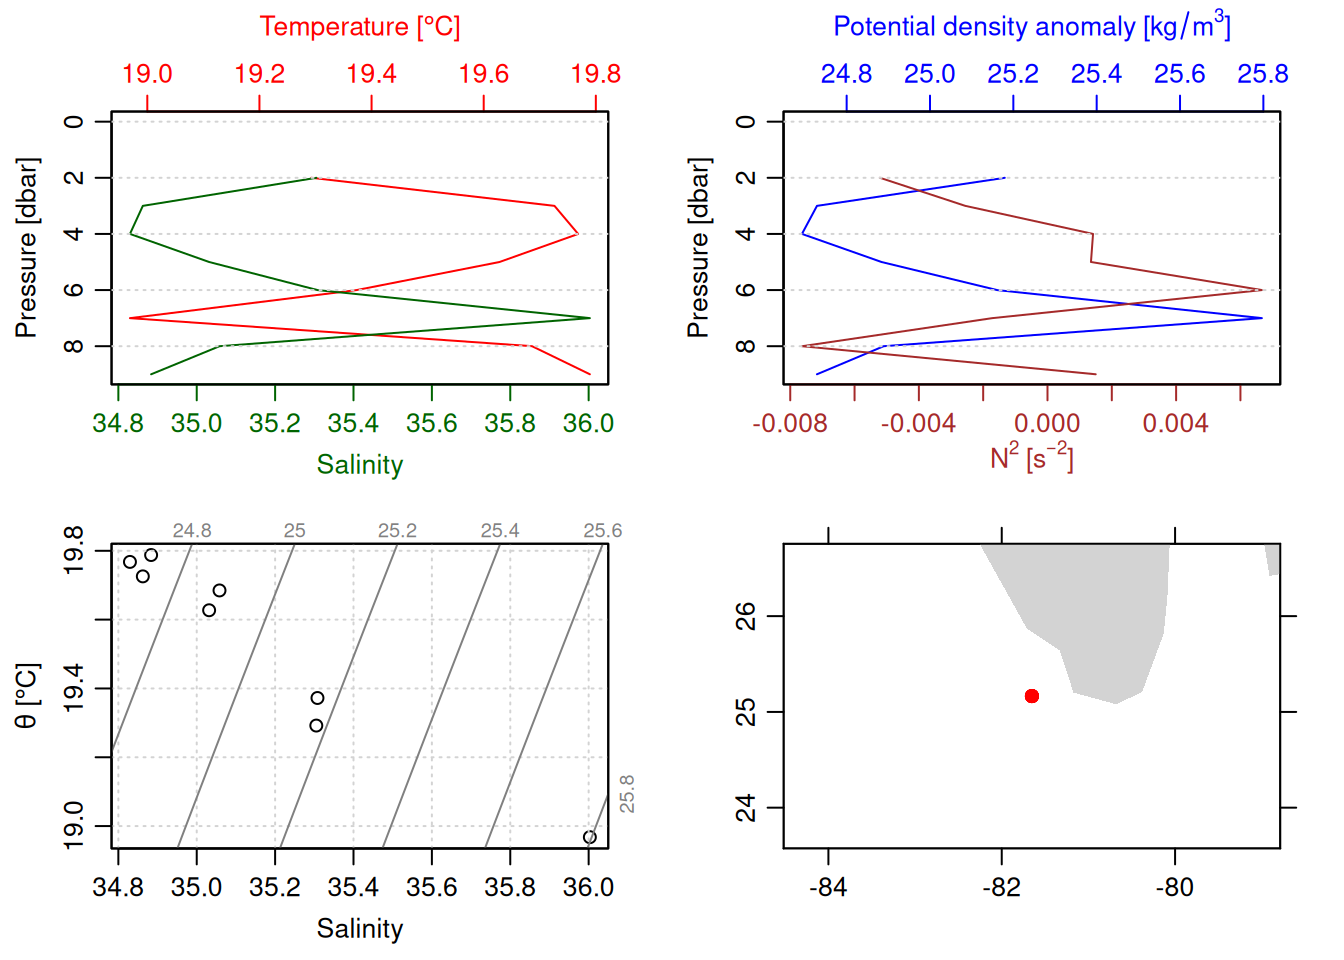 Temperature [°C]
19.0 19.2 19.4 19.6 19.8
0
2
4
6
8
Pressure [dbar]
34.8 35.0 35.2 35.4 35.6 35.8 36.0
Salinity
Potential density anomaly [kg/m³]
24.8 25.0 25.2 25.4 25.6 25.8
0
2
4
6
8
Pressure [dbar]
-0.008 -0.004 0.000 0.004
N² [s⁻²]
24.8 25 25.2 25.4 25.6
25.8
19.8
19.4
19.0
θ [°C]
34.8 35.0 35.2 35.4 35.6 35.8 36.0
Salinity
26
25
24
-84 -82 -80